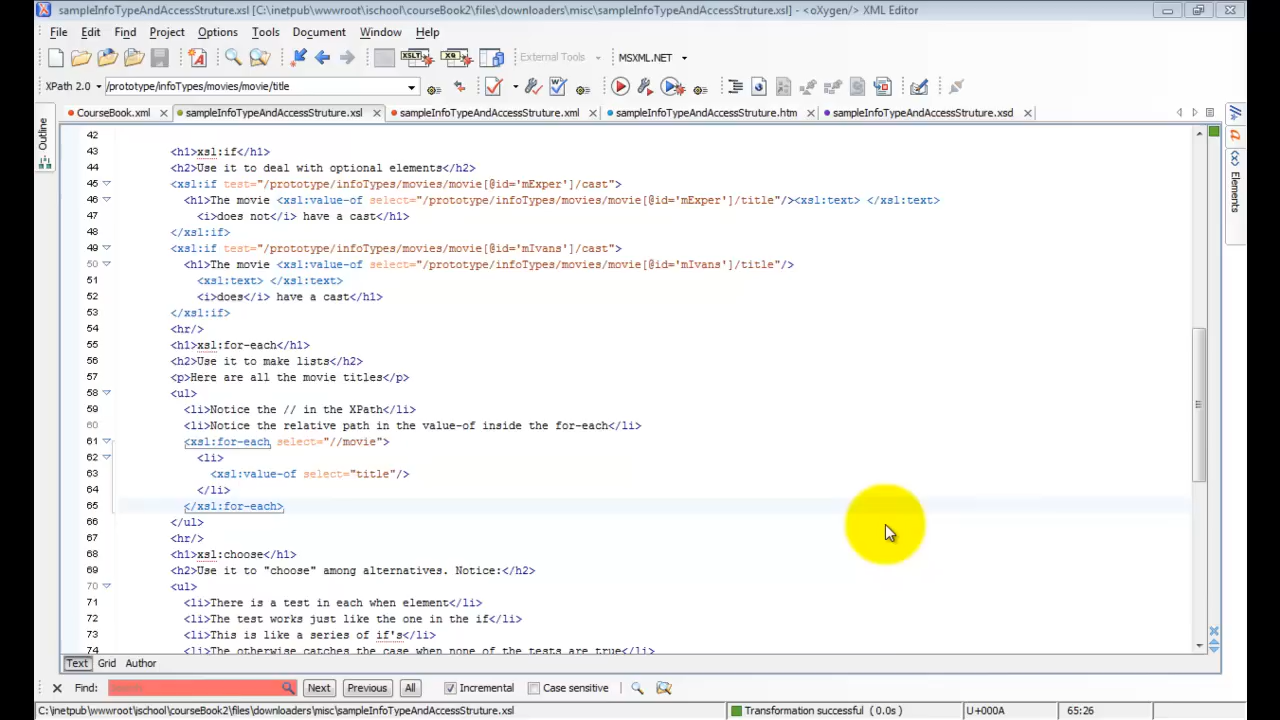 sampleInfoTypeAndAccessStruture.xsl [C:\inetpub\wwwroot\ischool\courseBook2\files\downloaders\misc\sampleInfoTypeAndAccessStruture.xsl] - <oXygen/> XML Editor
File Edit Find Project Options Tools Document Window Help
External Tools MSXML.NET
XPath 2.0 /prototype/infoTypes/movies/movie/title
CourseBook.xml sampleInfoTypeAndAccessStruture.xsl sampleInfoTypeAndAccessStruture.xml sampleInfoTypeAndAccessStruture.htm sampleInfoTypeAndAccessStruture.xsd
Outline
Elements
42
43 <h1>xsl:if</h1>
44 <h2>Use it to deal with optional elements</h2>
45 <xsl:if test="/prototype/infoTypes/movies/movie[@id='mExper']/cast">
46 <h1>The movie <xsl:value-of select="/prototype/infoTypes/movies/movie[@id='mExper']/title"/><xsl:text> </xsl:text>
47 <i>does not</i> have a cast</h1>
48 </xsl:if>
49 <xsl:if test="/prototype/infoTypes/movies/movie[@id='mIvans']/cast">
50 <h1>The movie <xsl:value-of select="/prototype/infoTypes/movies/movie[@id='mIvans']/title"/>
51 <xsl:text> </xsl:text>
52 <i>does</i> have a cast</h1>
53 </xsl:if>
54 <hr/>
55 <h1>xsl:for-each</h1>
56 <h2>Use it to make lists</h2>
57 <p>Here are all the movie titles</p>
58 <ul>
59 <li>Notice the // in the XPath</li>
60 <li>Notice the relative path in the value-of inside the for-each</li>
61 <xsl:for-each select="//movie">
62 <li>
63 <xsl:value-of select="title"/>
64 </li>
65 </xsl:for-each>
66 </ul>
67 <hr/>
68 <h1>xsl:choose</h1>
69 <h2>Use it to "choose" among alternatives. Notice:</h2>
70 <ul>
71 <li>There is a test in each when element</li>
72 <li>The test works just like the one in the if</li>
73 <li>This is like a series of if's</li>
74 <li>The otherwise catches the case when none of the tests are true</li>
Text Grid Author
Find: Next Previous All Incremental Case sensitive
C:\inetpub\wwwroot\ischool\courseBook2\files\downloaders\misc\sampleInfoTypeAndAccessStruture.xsl Transformation successful (0.0s) U+000A 65:26